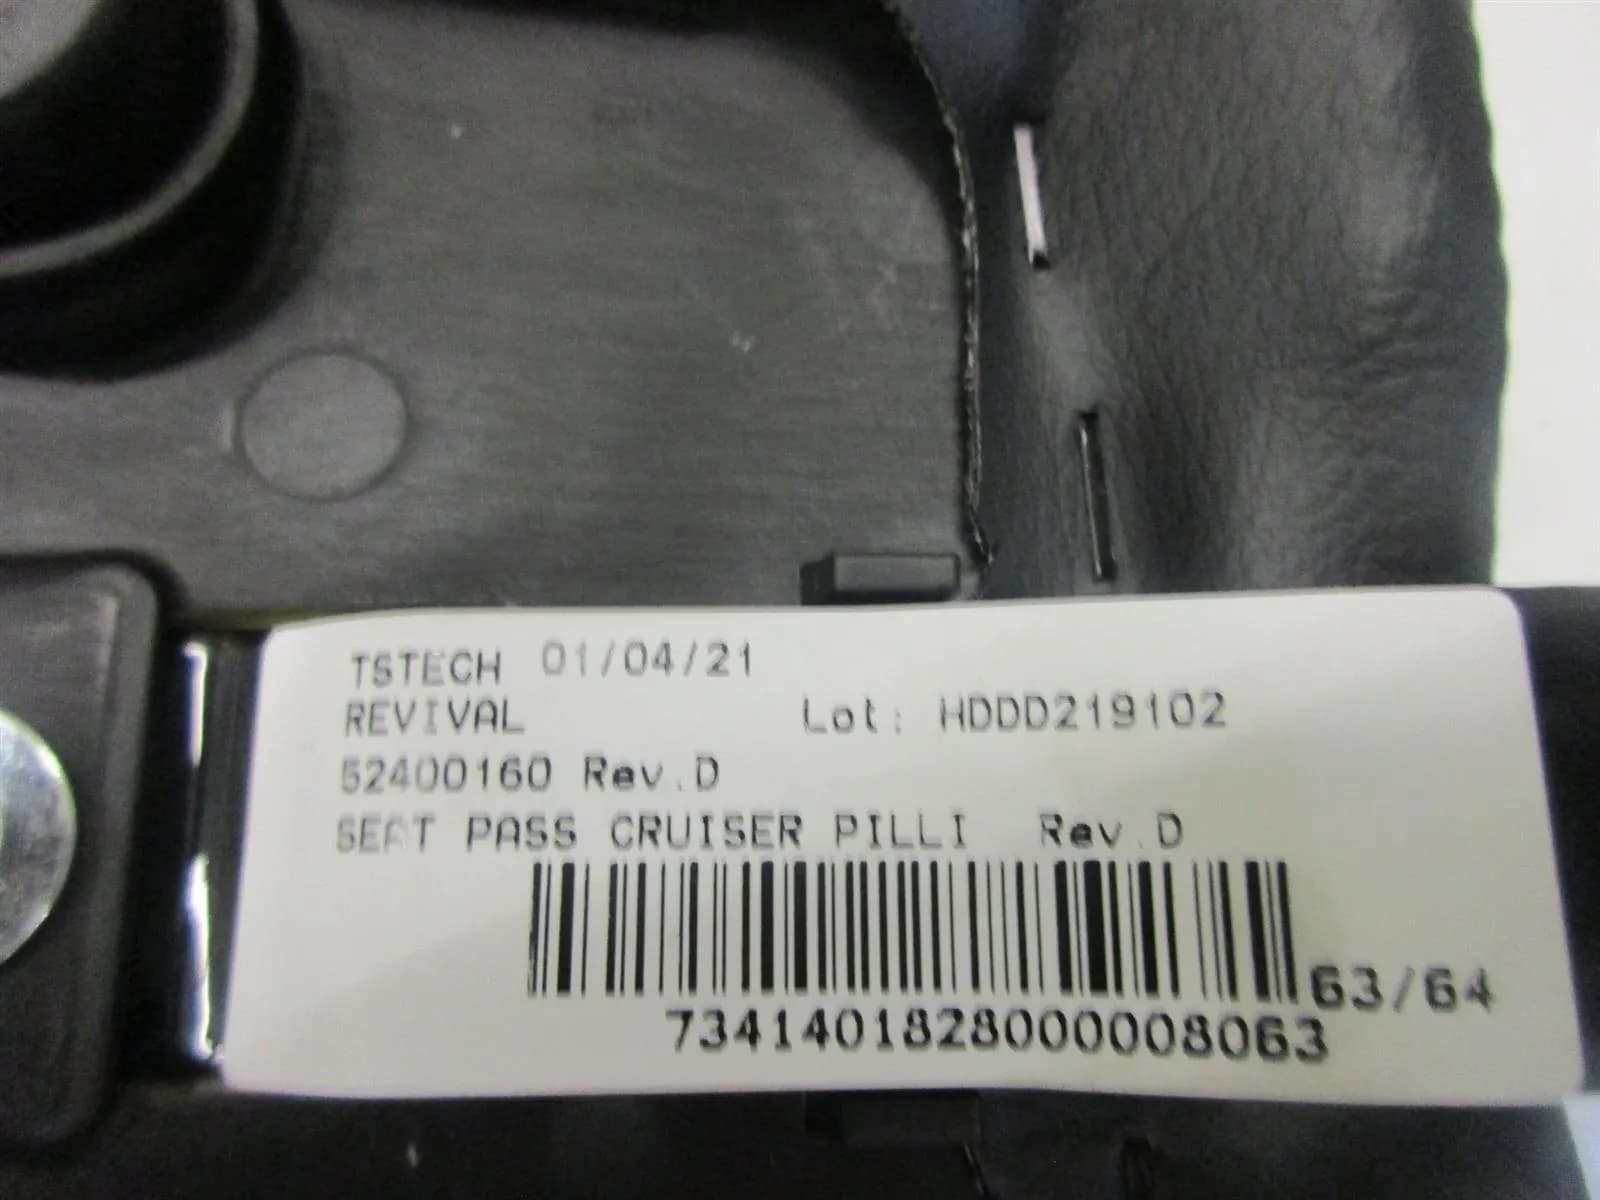 TSTECH 01/04/21
REVIVAL Lot: HDDD219102
52400160 Rev.D
SEAT PASS CRUISER PILLI Rev.D
63/64
7341401828000008063